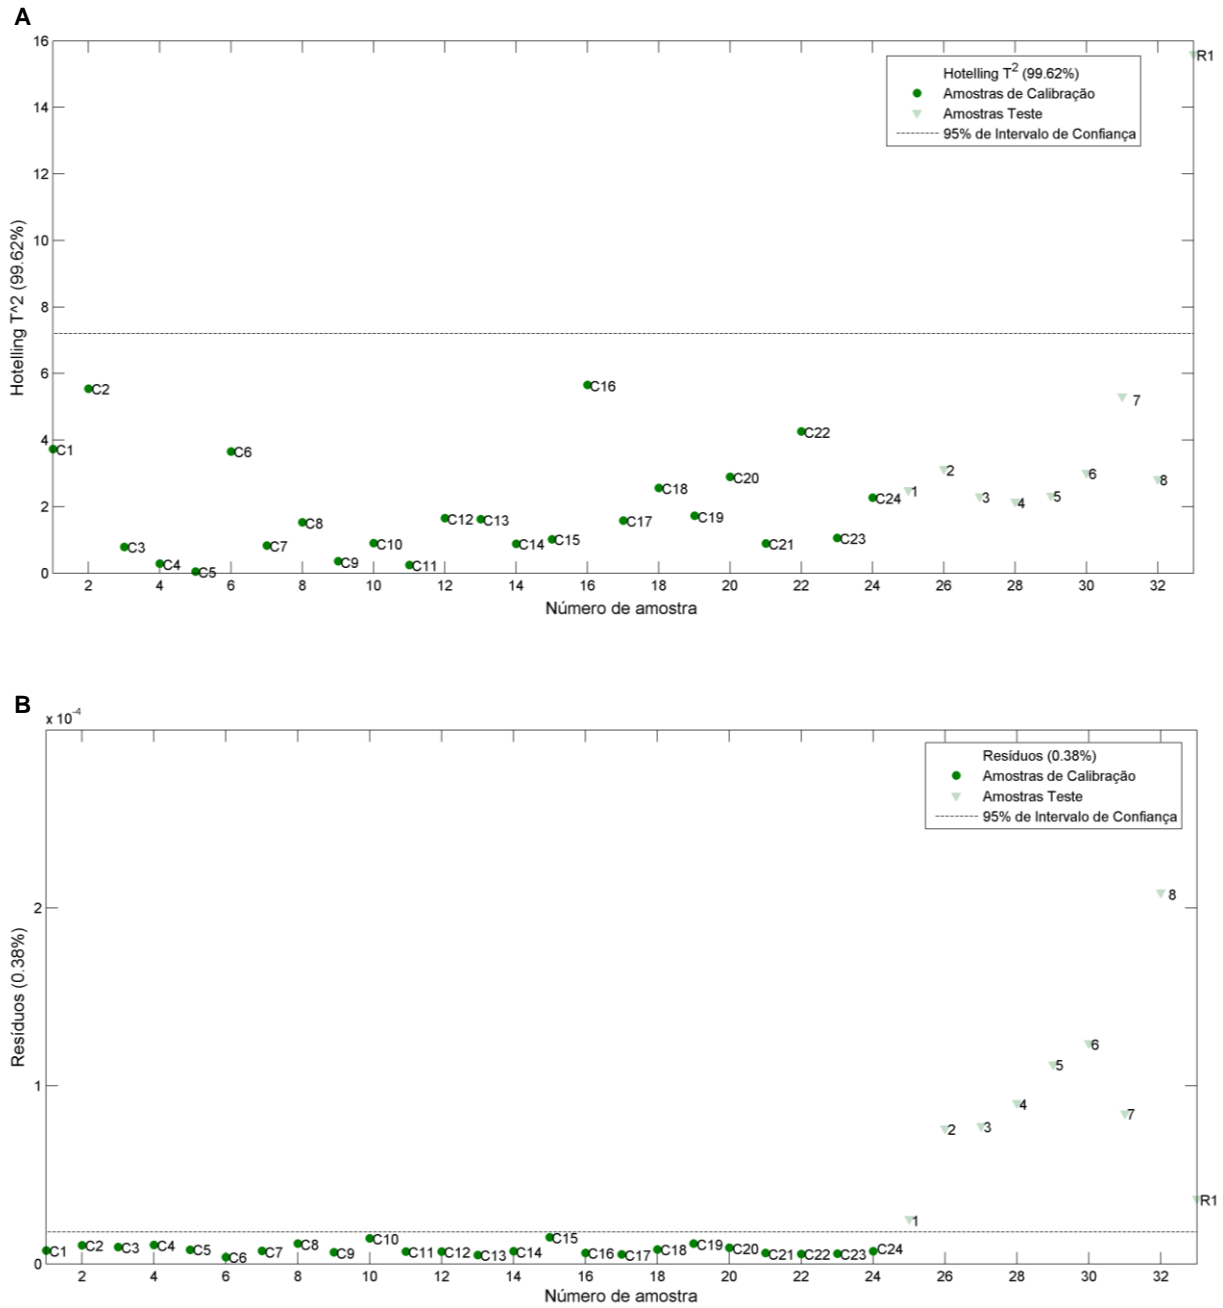 A
Hotelling T^2 (99.62%)
16
14
12
10
8
6
4
2
0
Hotelling T2 (99.62%)
Amostras de Calibração
Amostras Teste
95% de Intervalo de Confiança
R1
C1
C2
C3
C4
C5
C6
C7
C8
C9
C10
C11
C12
C13
C14
C15
C16
C17
C18
C19
C20
C21
C22
C23
C24
1
2
3
4
5
6
7
8
2 4 6 8 10 12 14 16 18 20 22 24 26 28 30 32
Número de amostra
B
x 10-4
Resíduos (0.38%)
2
1
0
Resíduos (0.38%)
Amostras de Calibração
Amostras Teste
95% de Intervalo de Confiança
C1
C2
C3
C4
C5
C6
C7
C8
C9
C10
C11
C12
C13
C14
C15
C16
C17
C18
C19
C20
C21
C22
C23
C24
1
2
3
4
5
6
7
8
R1
2 4 6 8 10 12 14 16 18 20 22 24 26 28 30 32
Número de amostra